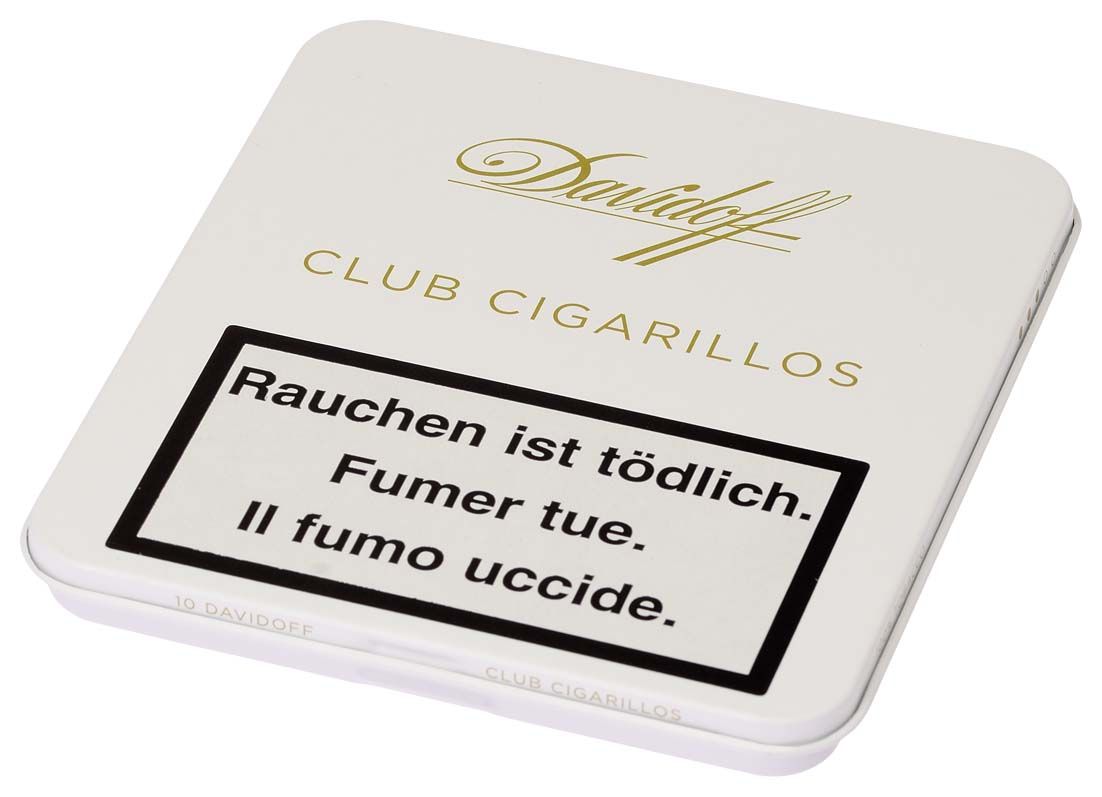 Davidoff
CLUB CIGARILLOS
Rauchen ist tödlich.
Fumer tue.
Il fumo uccide.
10 DAVIDOFF
CLUB CIGARILLOS